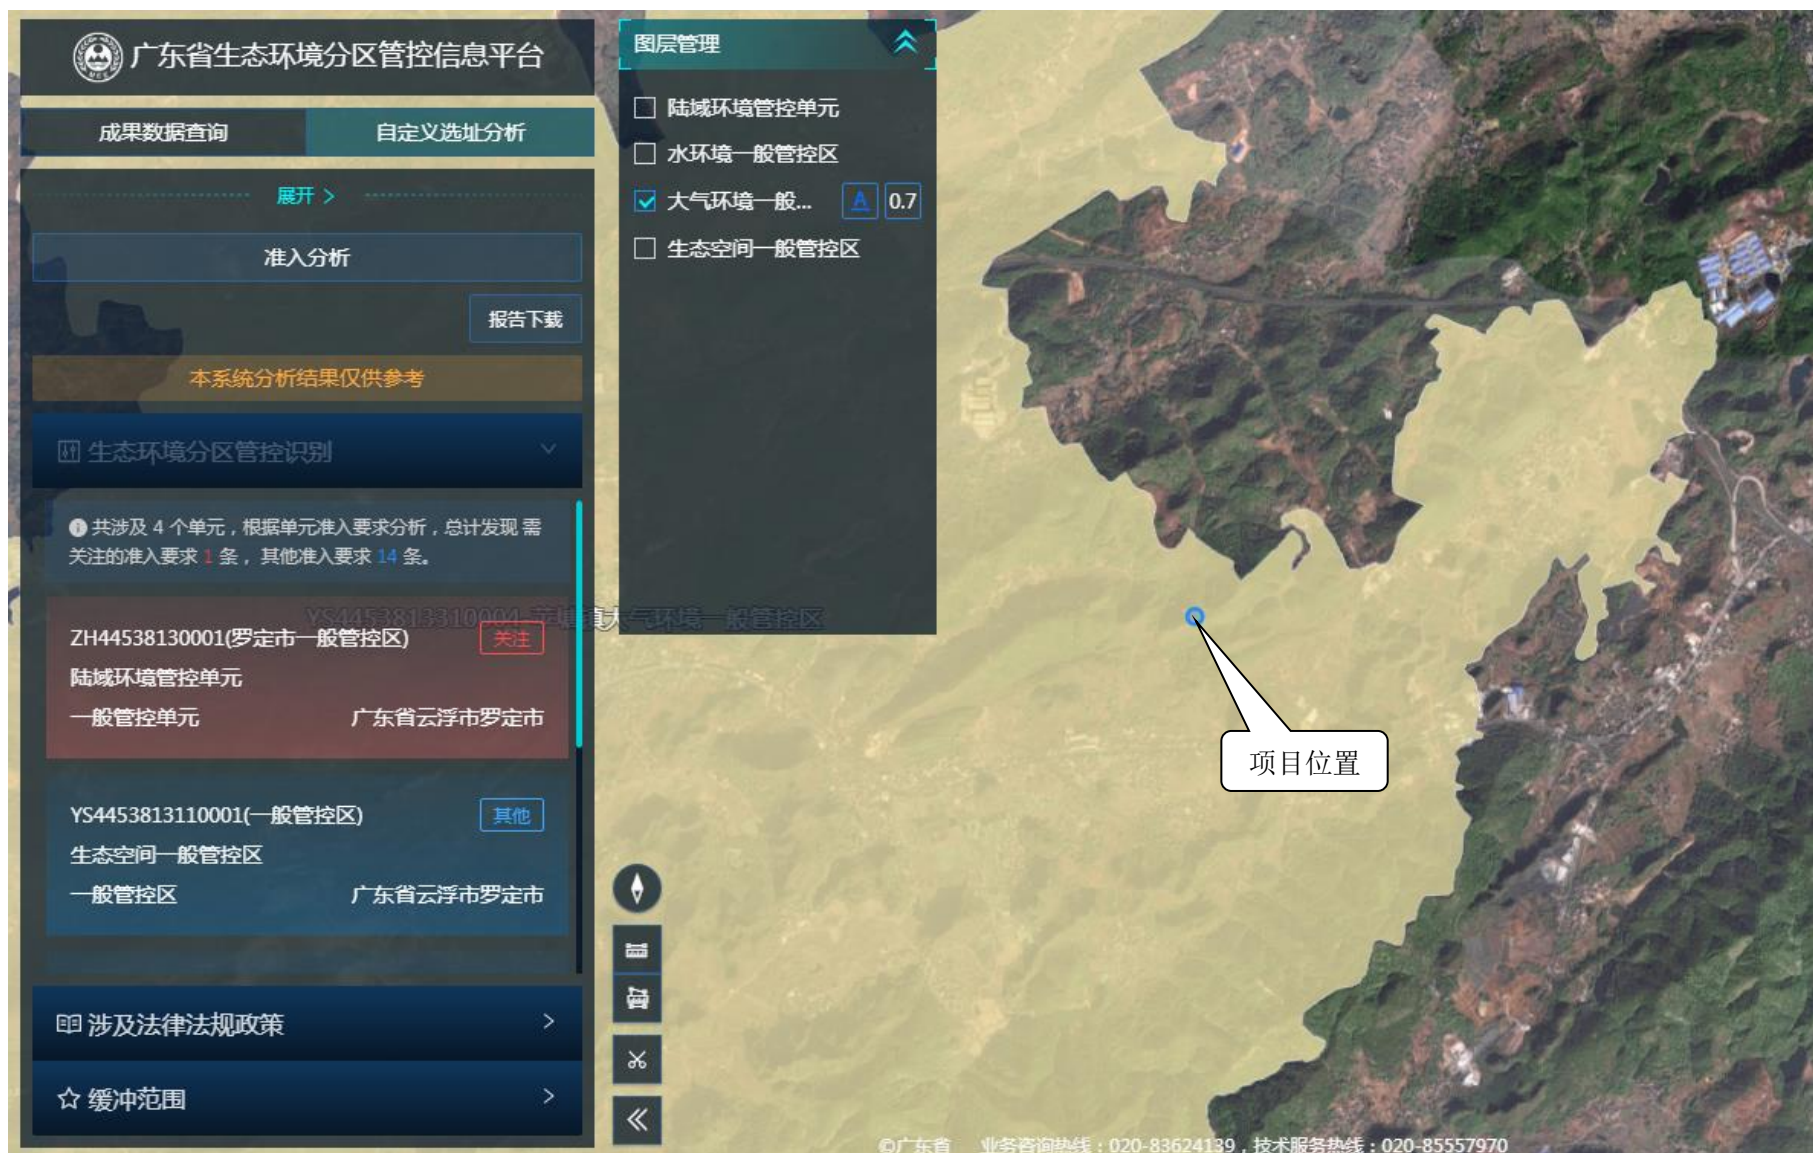 广东省生态环境分区管控信息平台
成果数据查询
自定义选址分析
展开 >
准入分析
报告下载
本系统分析结果仅供参考
生态环境分区管控识别
共涉及 4 个单元，根据单元准入要求分析，总计发现 需
关注的准入要求 1 条， 其他准入要求 14 条。
ZH44538130001(罗定市一般管控区)
关注
陆域环境管控单元
一般管控单元
广东省云浮市罗定市
YS4453813110001(一般管控区)
其他
生态空间一般管控区
一般管控区
广东省云浮市罗定市
涉及法律法规政策
缓冲范围
图层管理
陆域环境管控单元
水环境一般管控区
大气环境一般...
A
0.7
生态空间一般管控区
镇大气环境一般管控区
项目位置
©广东省 业务咨询热线：020-83624139，技术服务热线：020-85557970